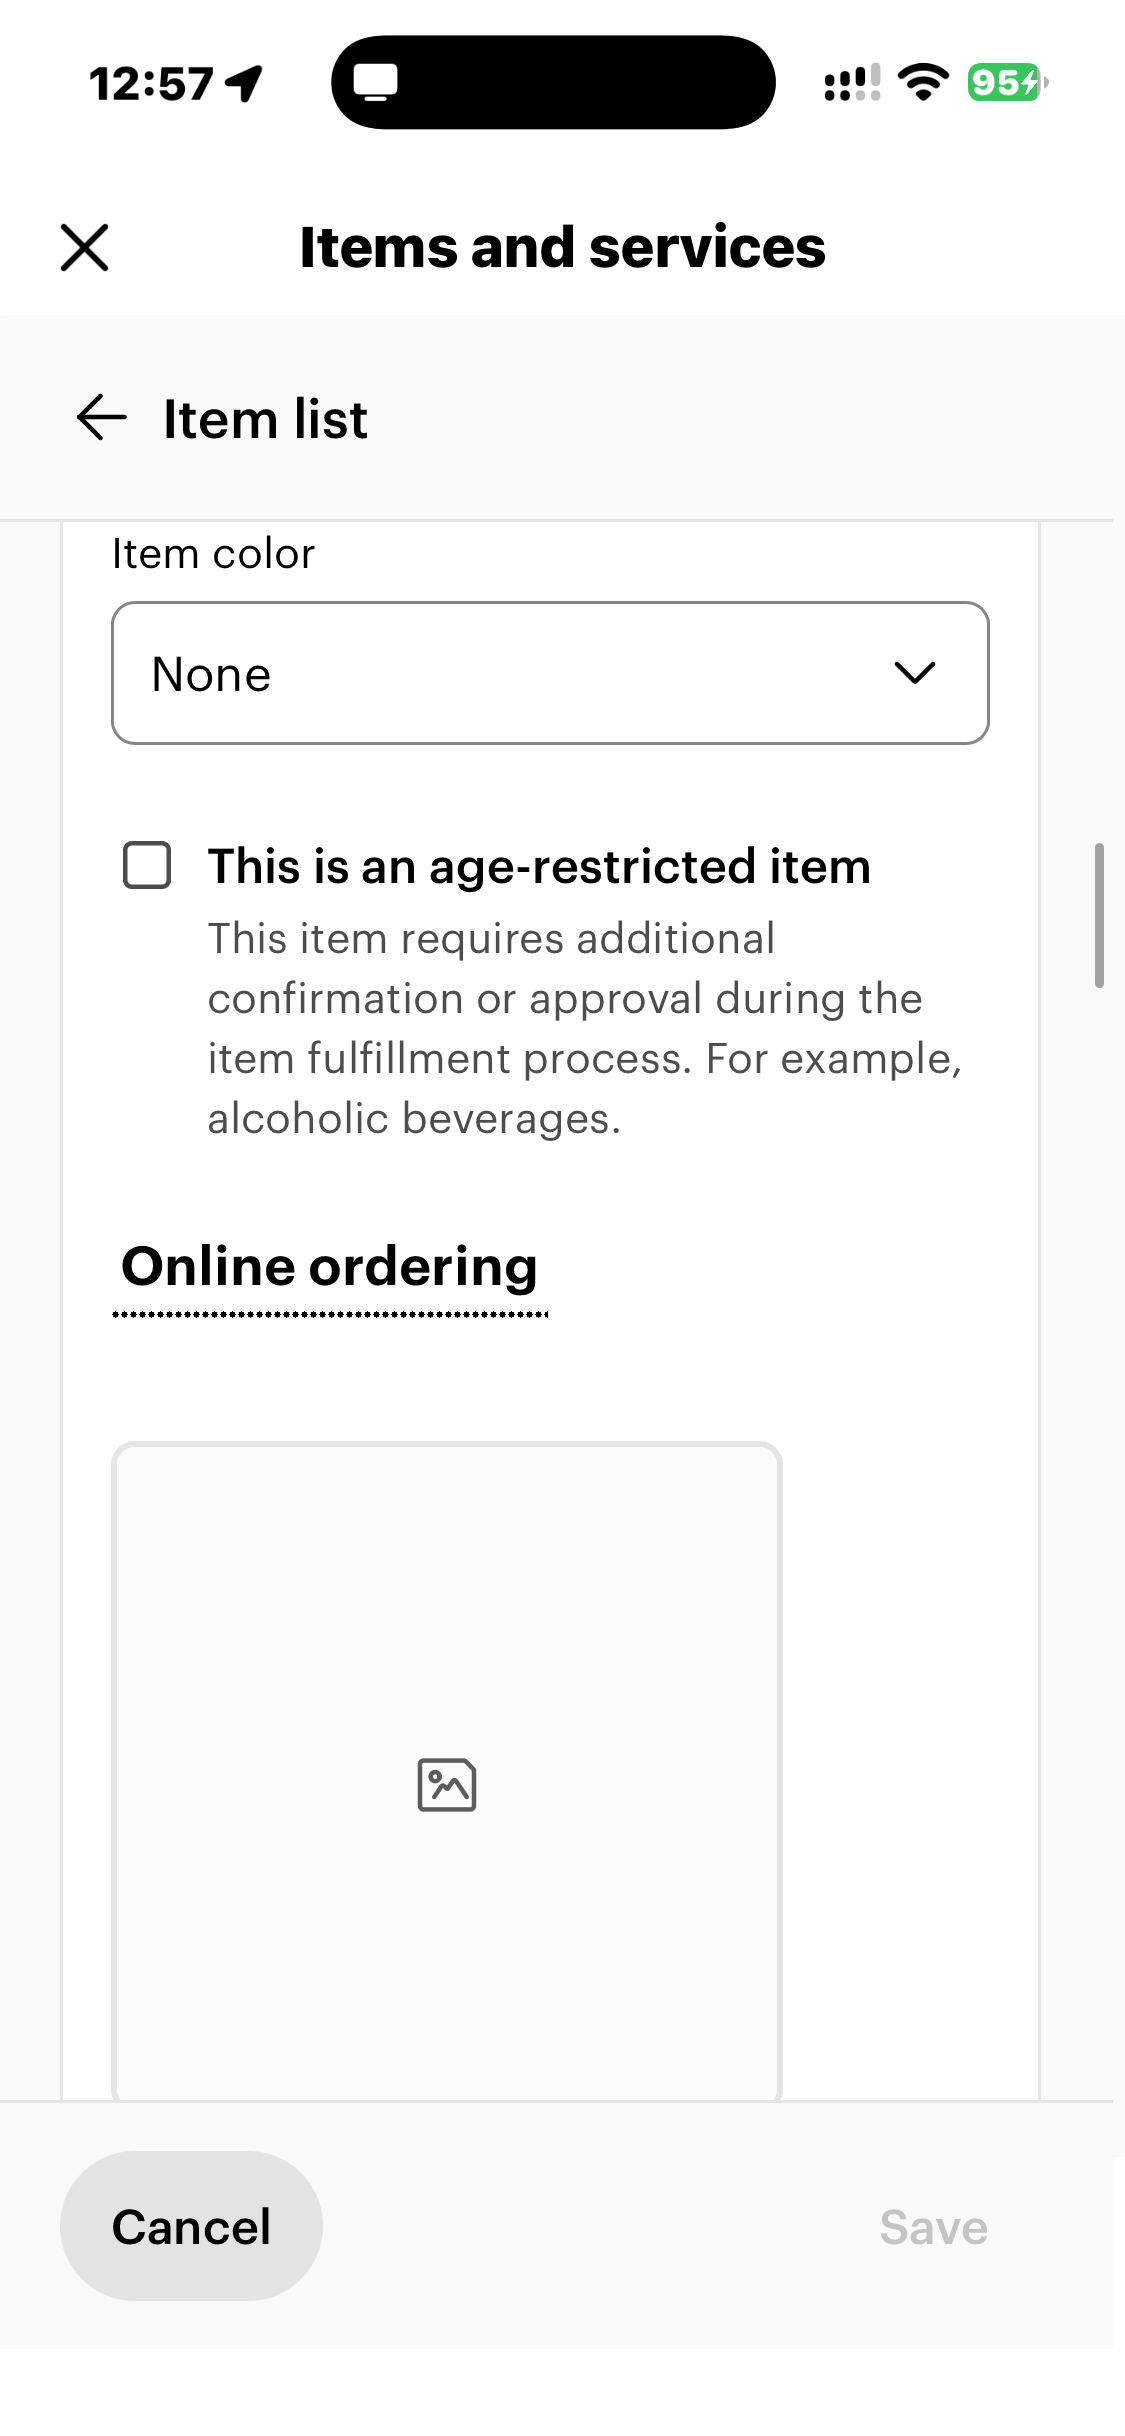 12:57
95
Items and services
Item list
Item color
None
This is an age-restricted item
This item requires additional
confirmation or approval during the
item fulfillment process. For example,
alcoholic beverages.
Online ordering
Cancel
Save